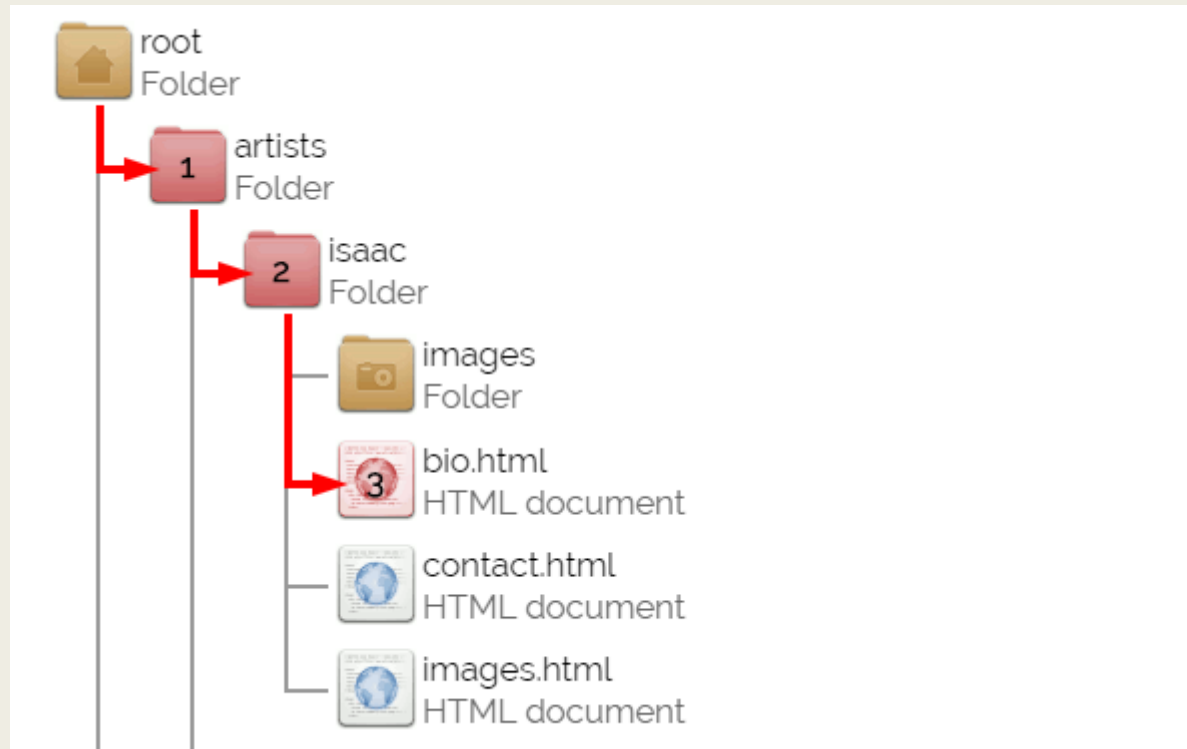 root
Folder
1
artists
Folder
2
isaac
Folder
images
Folder
3
bio.html
HTML document
contact.html
HTML document
images.html
HTML document